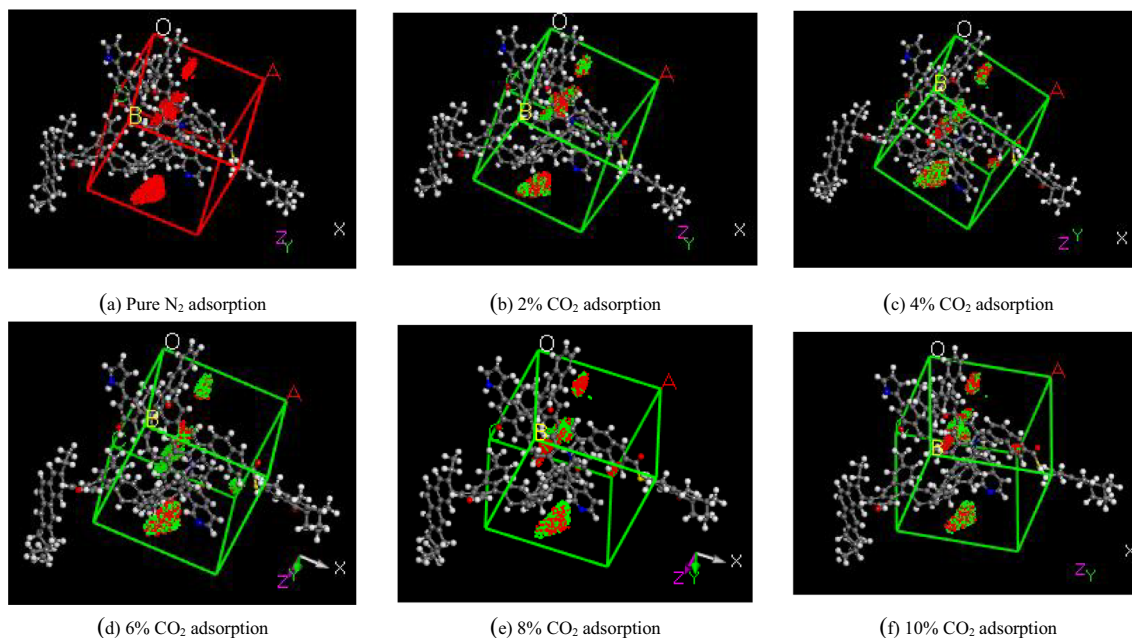 O
A
B
Z
Y
X
(a) Pure N₂ adsorption
O
A
B
Z
Y
X
(b) 2% CO₂ adsorption
O
A
B
Z
Y
X
(c) 4% CO₂ adsorption
O
A
B
Z
Y
X
(d) 6% CO₂ adsorption
O
A
B
Z
Y
X
(e) 8% CO₂ adsorption
O
A
B
Z
Y
X
(f) 10% CO₂ adsorption